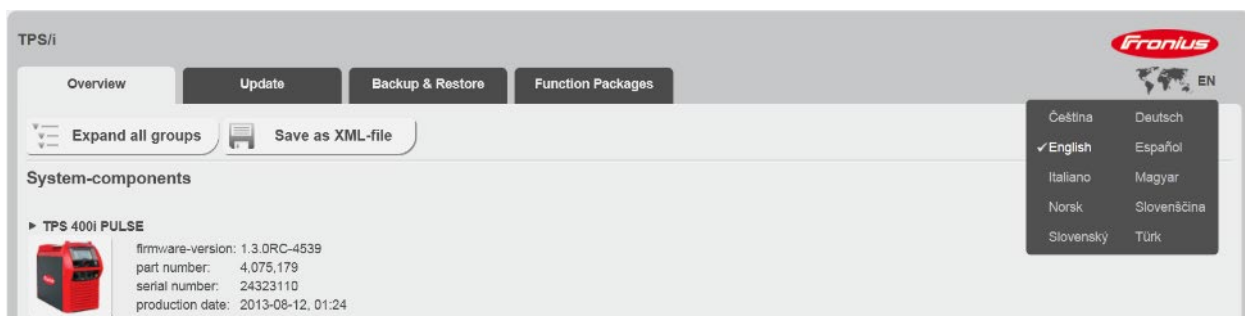 TPS/i
Fronius
Overview Update Backup & Restore Function Packages
EN
Expand all groups Save as XML-file
Čeština Deutsch
✓English Español
Italiano Magyar
Norsk Slovenščina
Slovenský Türk
System-components
► TPS 400i PULSE
firmware-version: 1.3.0RC-4539
part number: 4,075,179
serial number: 24323110
production date: 2013-08-12, 01:24